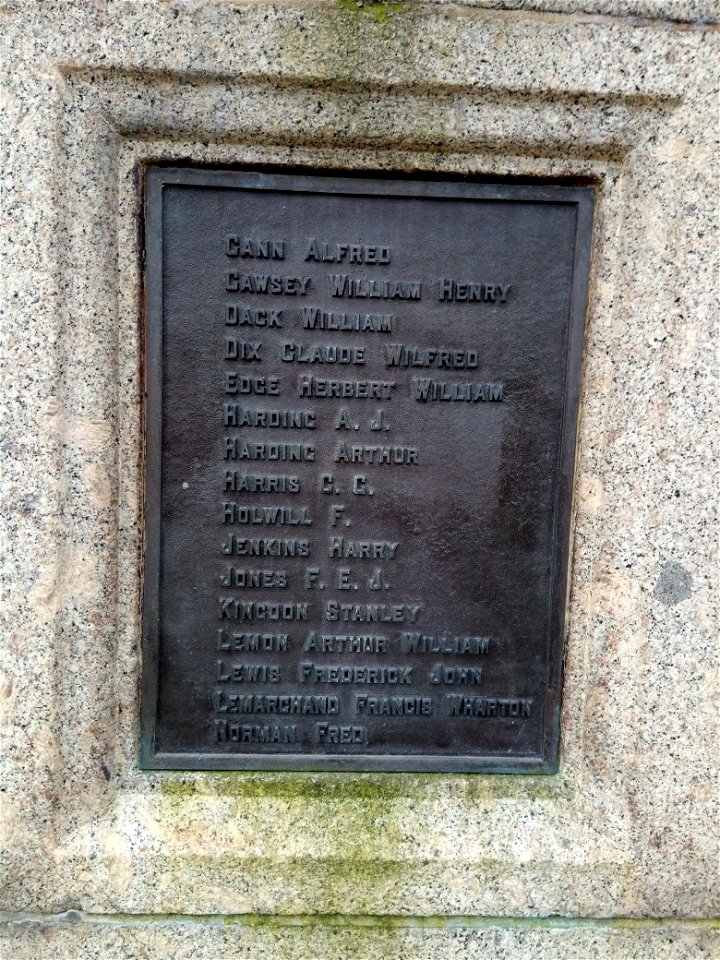 CANN ALFRED
CAWSEY WILLIAM HENRY
DACK WILLIAM
DIX CLAUDE WILFRED
EDGE HERBERT WILLIAM
HARDING A. J.
HARDING ARTHUR
HARRIS C. G.
HOLWILL F.
JENKINS HARRY
JONES F. E. J.
KINGDON STANLEY
LEMON ARTHUR WILLIAM
LEWIS FREDERICK JOHN
LEMARCHAND FRANCIS WHARTON
NORMAN FRED